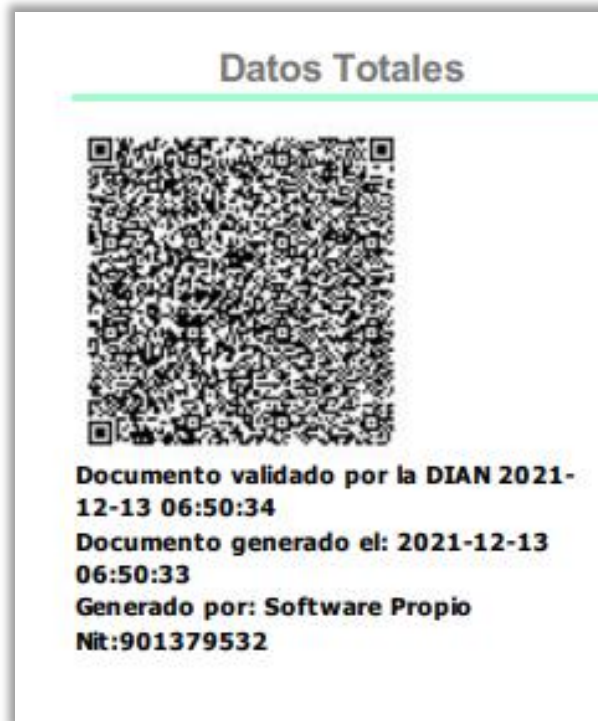 Datos Totales
Documento validado por la DIAN 2021-
12-13 06:50:34
Documento generado el: 2021-12-13
06:50:33
Generado por: Software Propio
Nit:901379532